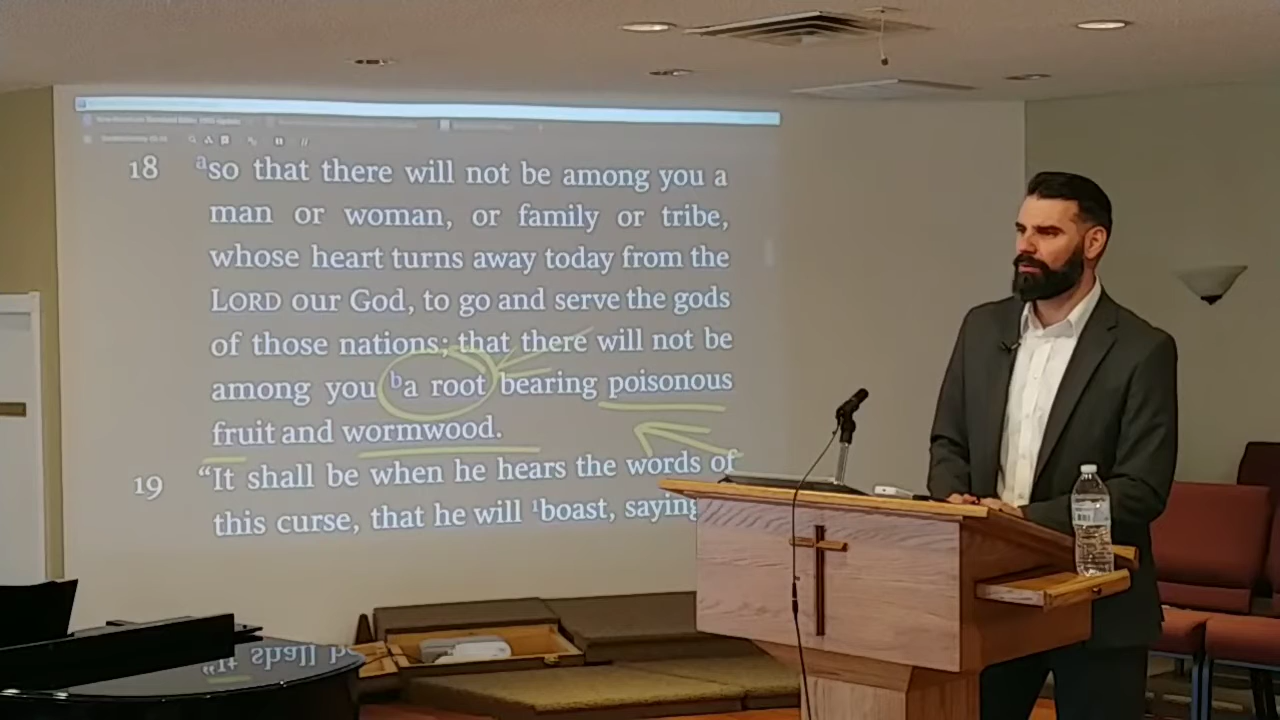 18 ᵃso that there will not be among you a
man or woman, or family or tribe,
whose heart turns away today from the
LORD our God, to go and serve the gods
of those nations; that there will not be
among you ᵇa root bearing poisonous
fruit and wormwood.
19 “It shall be when he hears the words of
this curse, that he will ¹boast, saying